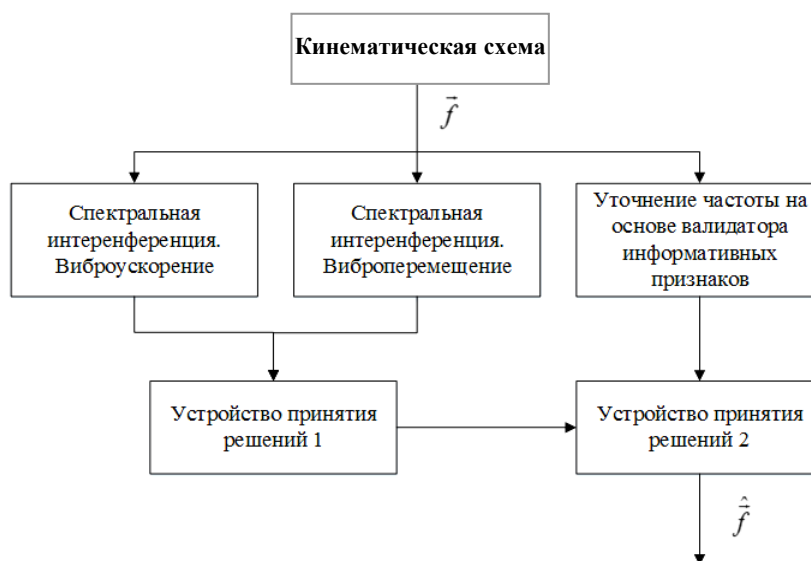 Кинематическая схема
f⃗
Спектральная
интеренференция.
Виброускорение
Спектральная
интеренференция.
Виброперемещение
Уточнение частоты на
основе валидатора
информативных
признаков
Устройство принятия
решений 1
Устройство принятия
решений 2
f⃗̂